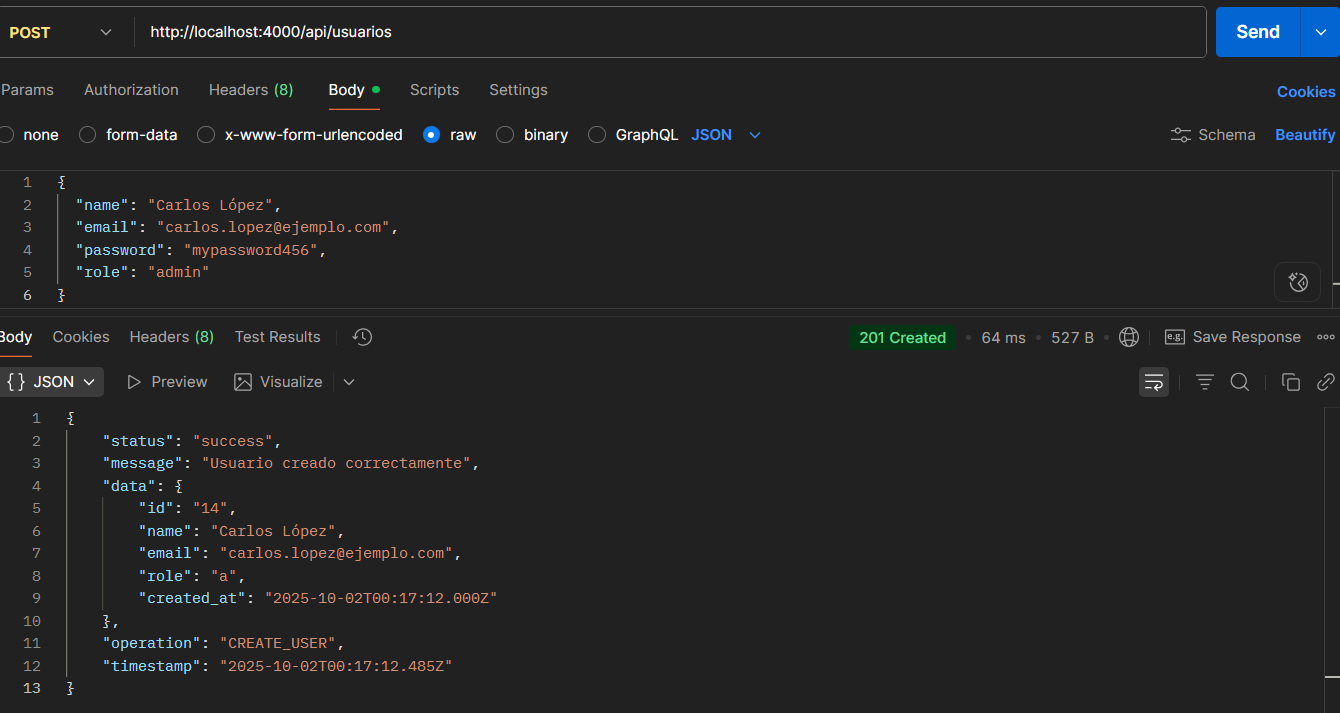 POST http://localhost:4000/api/usuarios Send
Params Authorization Headers (8) Body Scripts Settings Cookies
none form-data x-www-form-urlencoded raw binary GraphQL JSON Schema Beautify
1 {
2 "name": "Carlos López",
3 "email": "carlos.lopez@ejemplo.com",
4 "password": "mypassword456",
5 "role": "admin"
6 }
Body Cookies Headers (8) Test Results 201 Created • 64 ms • 527 B • e.g. Save Response
{} JSON Preview Visualize
1 {
2 "status": "success",
3 "message": "Usuario creado correctamente",
4 "data": {
5 "id": "14",
6 "name": "Carlos López",
7 "email": "carlos.lopez@ejemplo.com",
8 "role": "a",
9 "created_at": "2025-10-02T00:17:12.000Z"
10 },
11 "operation": "CREATE_USER",
12 "timestamp": "2025-10-02T00:17:12.485Z"
13 }